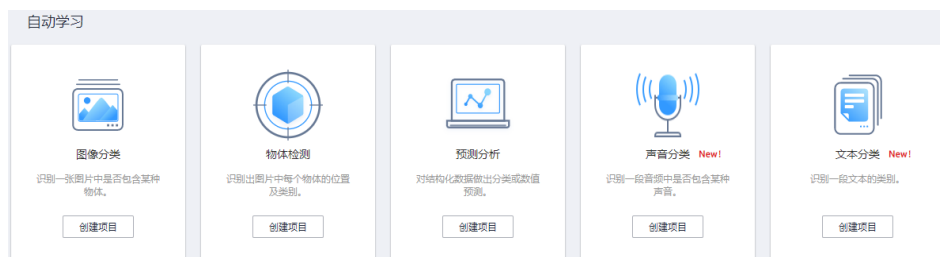 自动学习
图像分类
识别一张图片中是否包含某种
物体。
创建项目
物体检测
识别出图片中每个物体的位置
及类别。
创建项目
预测分析
对结构化数据做出分类或数值
预测。
创建项目
声音分类 New!
识别一段音频中是否包含某种
声音。
创建项目
文本分类 New!
识别一段文本的类别。
创建项目